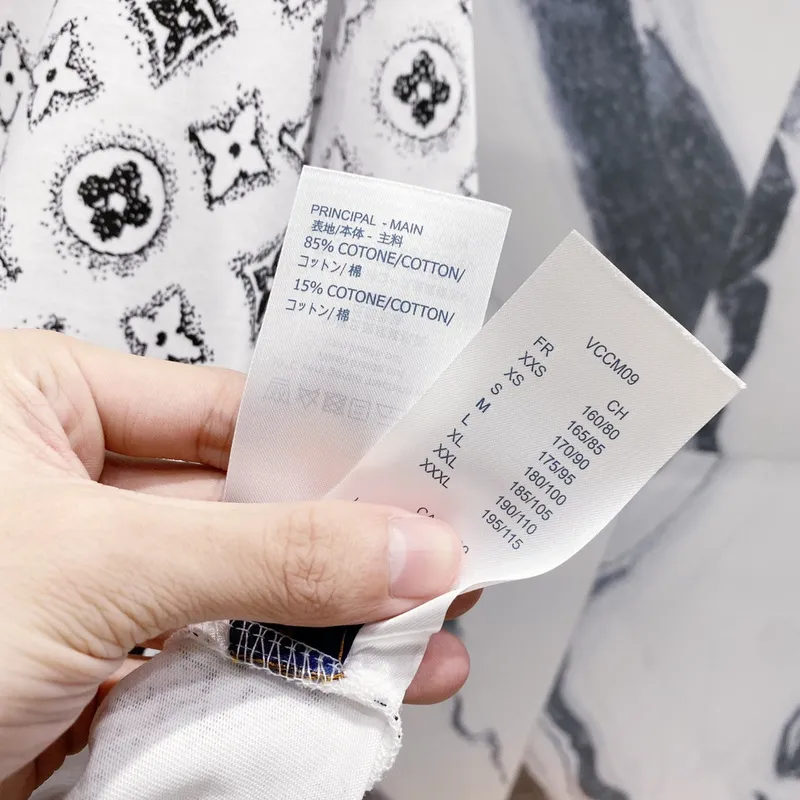 PRINCIPAL - MAIN
表地/本体 - 主料
85% COTONE/COTTON/
コットン/ 棉
15% COTONE/COTTON/
コットン/ 棉
VCCM09
FR CH
XXS 160/80
XS 165/85
S 170/90
M 175/95
L 180/100
XL 185/105
XXL 190/110
XXXL 195/115